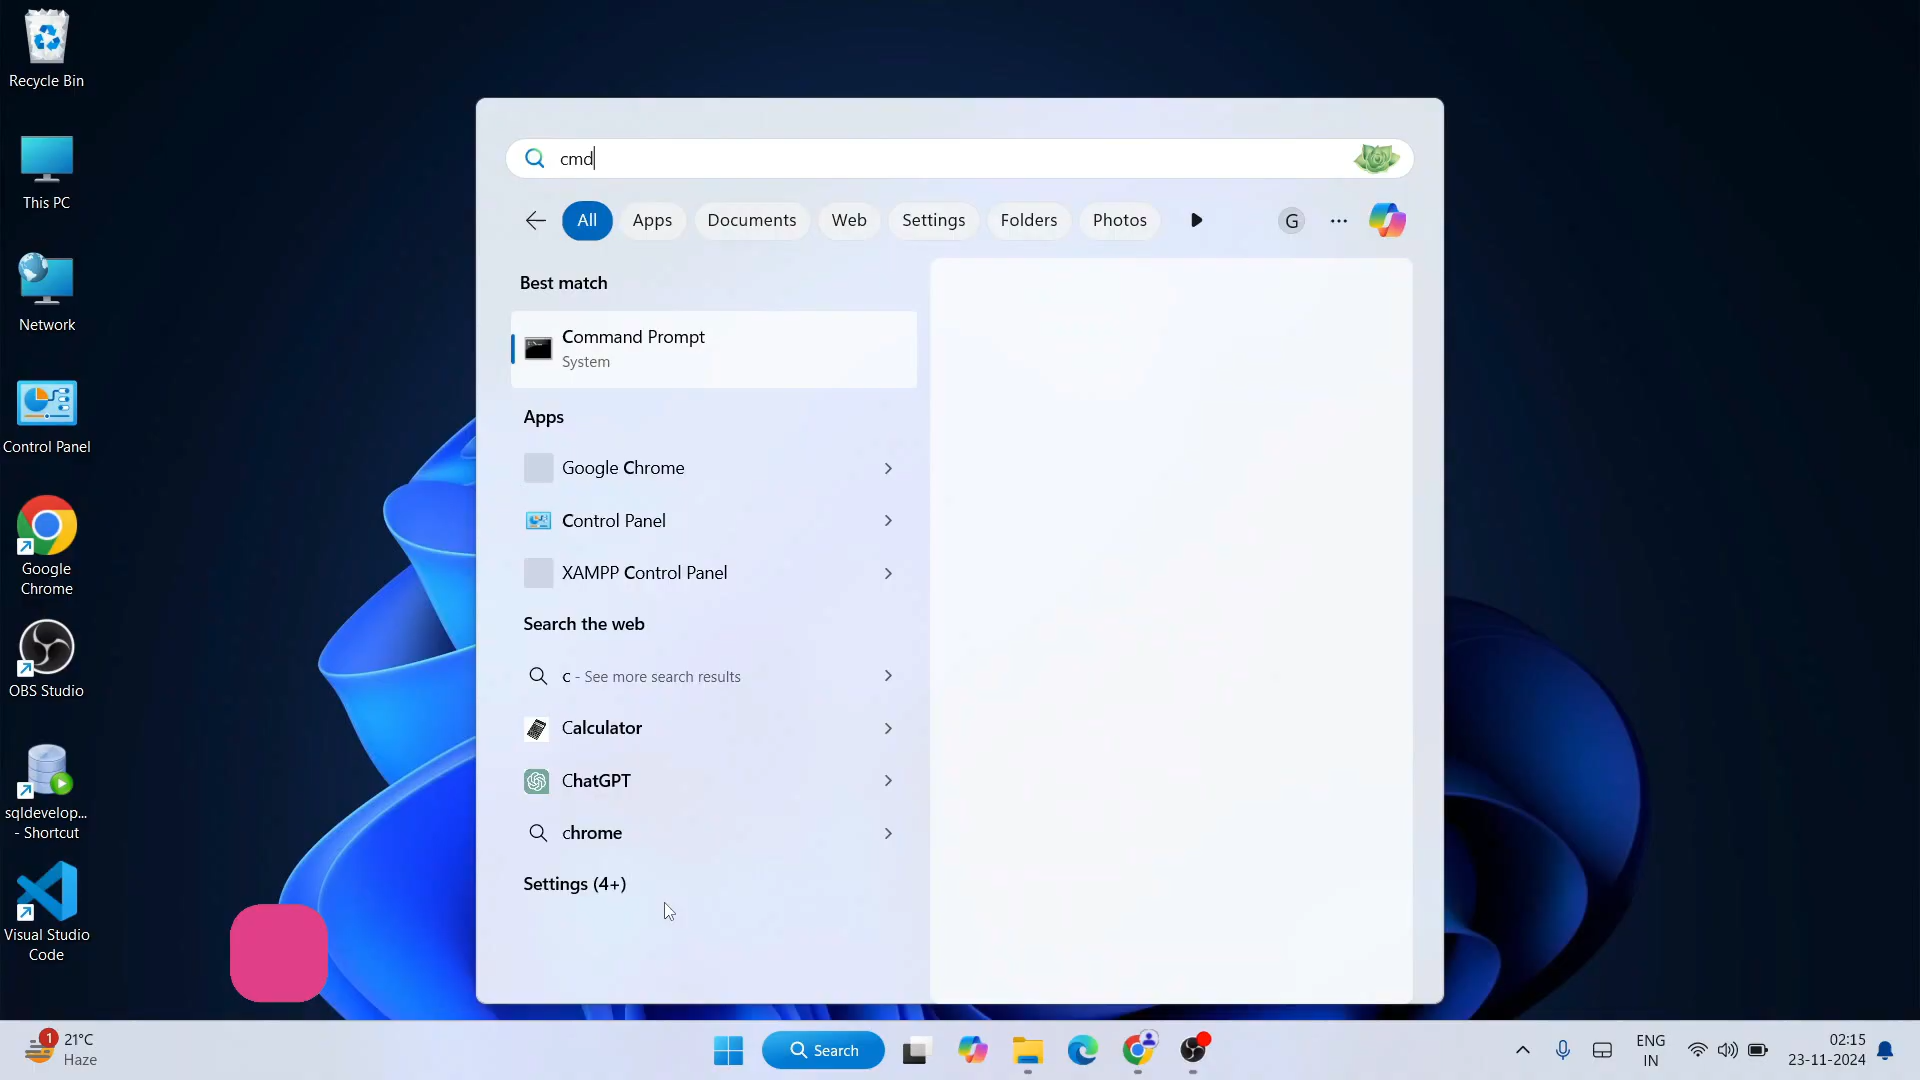 Recycle Bin
This PC
Network
Control Panel
Google
Chrome
OBS Studio
sqldevelop...
- Shortcut
Visual Studio
Code
cmd
All
Apps
Documents
Web
Settings
Folders
Photos
G
Best match
Command Prompt
System
Apps
Google Chrome
Control Panel
XAMPP Control Panel
Search the web
c - See more search results
Calculator
ChatGPT
chrome
Settings (4+)
1
21°C
Haze
Search
ENG
IN
02:15
23-11-2024